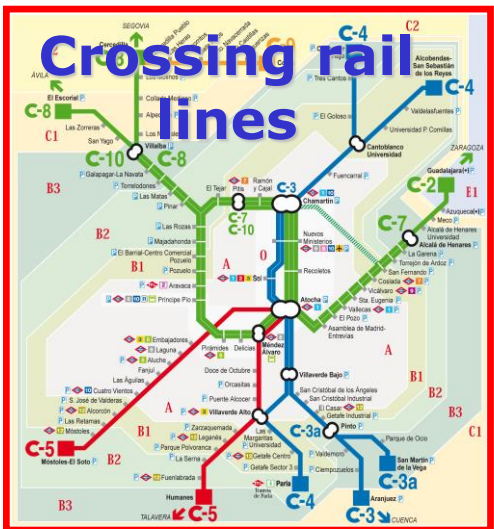 Crossing rail
lines
SEGOVIA
C2
C-4
Tres Cantos
Alcobendas-
San Sebastián
de los Reyes
C-4
ÁVILA
El Escorial
C-8
Las Zorreras
San Yago
C1
El Goloso
Valdelasfuentes
Universidad P. Comillas
Cantoblanco
Universidad
ZARAGOZA
Villalba
C-10
C-8
Galapagar-La Navata
Torrelodones
Las Matas
Pinar
B3
El Tejar
Pitis
Ramón
y Cajal
C-7
C-10
C-3
Chamartín
Fuencarral
Guadalajara
C-2
E1
Azuqueca
Meco
Alcalá de Henares
Universidad
Alcalá de Henares
C-7
La Garena
Torrejón de Ardoz
San Fernando
Coslada
Vicálvaro
Sta. Eugenia
Vallecas
El Pozo
Asamblea de Madrid-
Entrevías
Las Rozas
Majadahonda
El Barrial-Centro Comercial
Pozuelo
Pozuelo
Aravaca
Príncipe Pío
B2
B1
A
0
Nuevos
Ministerios
Sol
Recoletos
Atocha
Embajadores
Laguna
Aluche
Fanjul
Las Águilas
Cuatro Vientos
S. José de Valderas
Alcorcón
Las Retamas
Móstoles
C-5
Móstoles-El Soto
Pirámides
Delicias
Méndez
Álvaro
Doce de Octubre
Orcasitas
Puente Alcocer
Villaverde Alto
Villaverde Bajo
San Cristóbal de los Ángeles
San Cristóbal Industrial
El Casar
Getafe Industrial
Pinto
C-3a
A
B1
B2
B3
C1
Zarzaquemada
Leganés
Parque Polvoranca
La Serna
Fuenlabrada
Humanes
C-5
TALAVERA
Las
Margaritas
Universidad
Getafe Centro
Getafe Sector 3
Parla
C-4
Valdemoro
Ciempozuelos
Aranjuez
C-3
CUENCA
Parque de Ocio
San Martín
de la Vega
C-3a